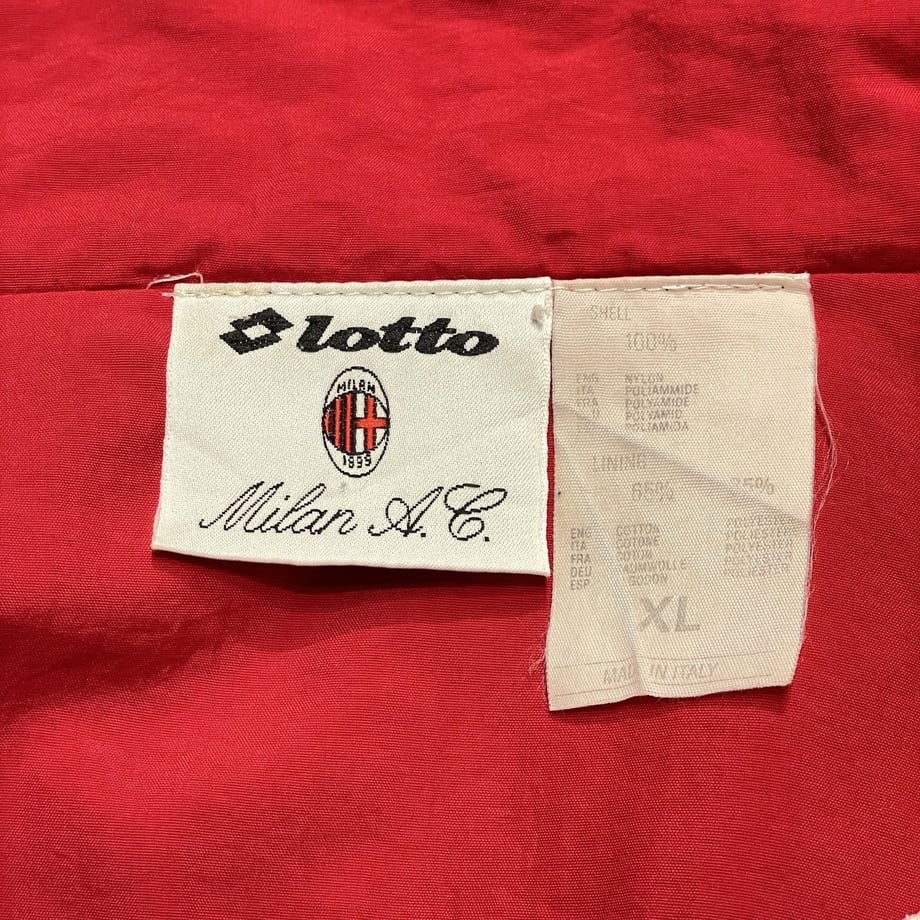 lotto
MILAN
1899
Milan A.C.
SHELL
100%
ENG NYLON
ITA POLIAMMIDE
FRA POLYAMIDE
POLYAMID
POLIAMIDA
LINING
65% 35%
ENG COTTON POLYESTER
ITA COTONE POLIESTERE
FRA COTON POLYESTER
DEU BAUMWOLLE POLYESTER
ESP GODON POLIESTER
XL
MADE IN ITALY